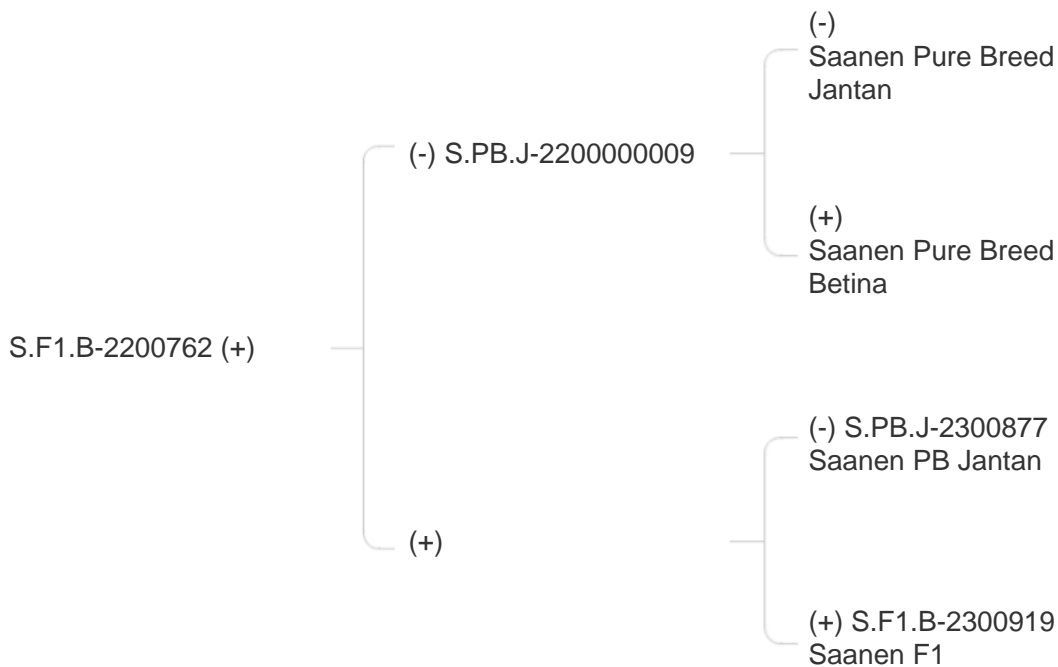 (-)
Saanen Pure Breed
Jantan
(-) S.PB.J-2200000009
(+)
Saanen Pure Breed
Betina
S.F1.B-2200762 (+)
(-) S.PB.J-2300877
Saanen PB Jantan
(+)
(+) S.F1.B-2300919
Saanen F1